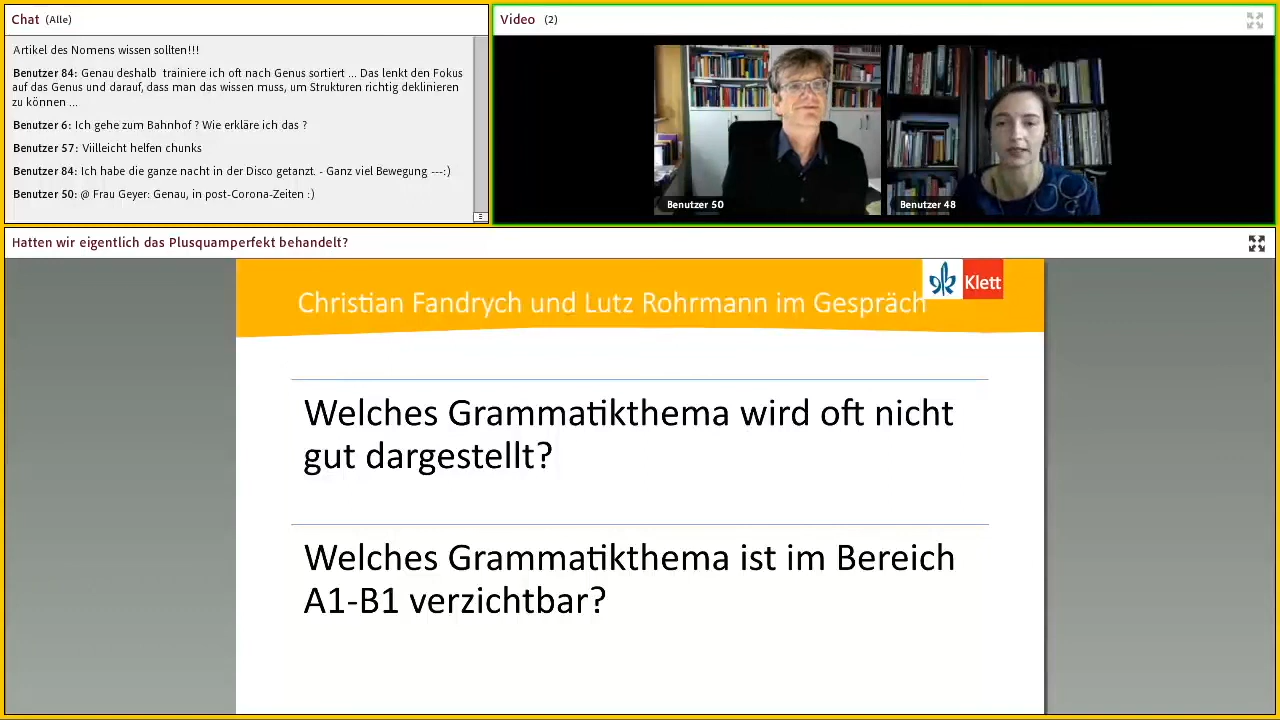 Chat (Alle)
Artikel des Nomens wissen sollten!!!
Benutzer 84: Genau deshalb trainiere ich oft nach Genus sortiert ... Das lenkt den Fokus
auf das Genus und darauf, dass man das wissen muss, um Strukturen richtig deklinieren
zu können ...
Benutzer 6: Ich gehe zum Bahnhof ? Wie erkläre ich das ?
Benutzer 57: Viilleicht helfen chunks
Benutzer 84: Ich habe die ganze nacht in der Disco getanzt. - Ganz viel Bewegung ---:)
Benutzer 50: @ Frau Geyer: Genau, in post-Corona-Zeiten :)
Video (2)
Benutzer 50
Benutzer 48
Hatten wir eigentlich das Plusquamperfekt behandelt?
Christian Fandrych und Lutz Rohrmann im Gespräch
Klett
Welches Grammatikthema wird oft nicht
gut dargestellt?
Welches Grammatikthema ist im Bereich
A1-B1 verzichtbar?